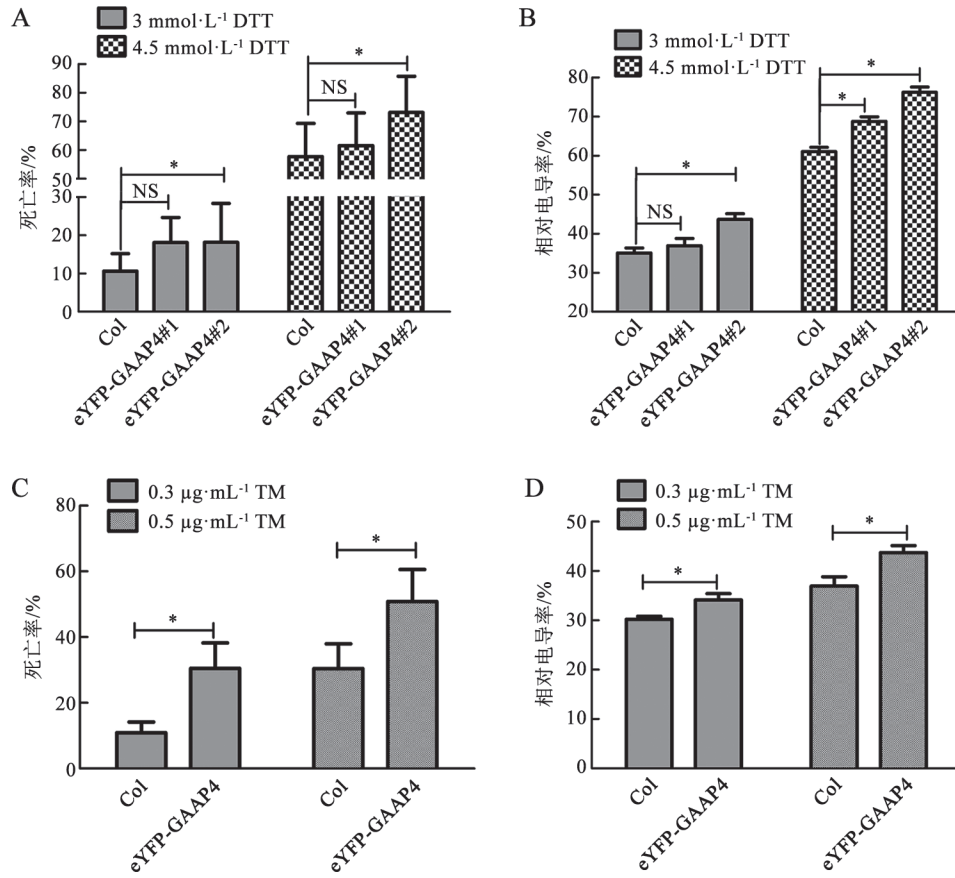 A
3 mmol·L⁻¹ DTT
4.5 mmol·L⁻¹ DTT
死亡率/%
90
80
70
60
50
30
20
10
0
NS
*
NS
*
Col
eYFP-GAAP4#1
eYFP-GAAP4#2
Col
eYFP-GAAP4#1
eYFP-GAAP4#2
B
3 mmol·L⁻¹ DTT
4.5 mmol·L⁻¹ DTT
相对电导率/%
80
70
60
50
40
30
20
NS
*
*
*
Col
eYFP-GAAP4#1
eYFP-GAAP4#2
Col
eYFP-GAAP4#1
eYFP-GAAP4#2
C
0.3 μg·mL⁻¹ TM
0.5 μg·mL⁻¹ TM
死亡率/%
80
60
40
20
0
*
*
Col
eYFP-GAAP4
Col
eYFP-GAAP4
D
0.3 μg·mL⁻¹ TM
0.5 μg·mL⁻¹ TM
相对电导率/%
50
40
30
20
10
0
*
*
Col
eYFP-GAAP4
Col
eYFP-GAAP4